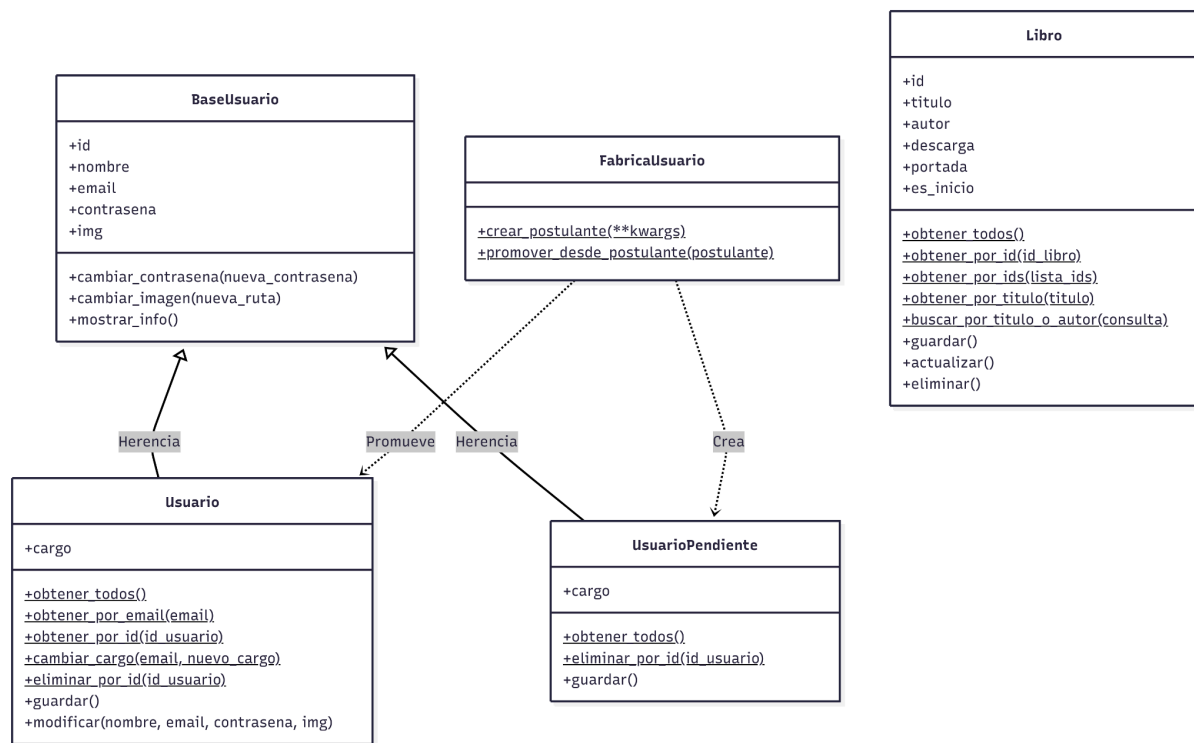 BaseUsuario
+id
+nombre
+email
+contrasena
+img
+cambiar_contrasena(nueva_contrasena)
+cambiar_imagen(nueva_ruta)
+mostrar_info()
FabricaUsuario
+crear_postulante(**kwargs)
+promover_desde_postulante(postulante)
Libro
+id
+titulo
+autor
+descarga
+portada
+es_inicio
+obtener_todos()
+obtener_por_id(id_libro)
+obtener_por_ids(lista_ids)
+obtener_por_titulo(titulo)
+buscar_por_titulo_o_autor(consulta)
+guardar()
+actualizar()
+eliminar()
Herencia
Promueve
Herencia
Crea
Usuario
+cargo
+obtener_todos()
+obtener_por_email(email)
+obtener_por_id(id_usuario)
+cambiar_cargo(email, nuevo_cargo)
+eliminar_por_id(id_usuario)
+guardar()
+modificar(nombre, email, contrasena, img)
UsuarioPendiente
+cargo
+obtener_todos()
+eliminar_por_id(id_usuario)
+guardar()